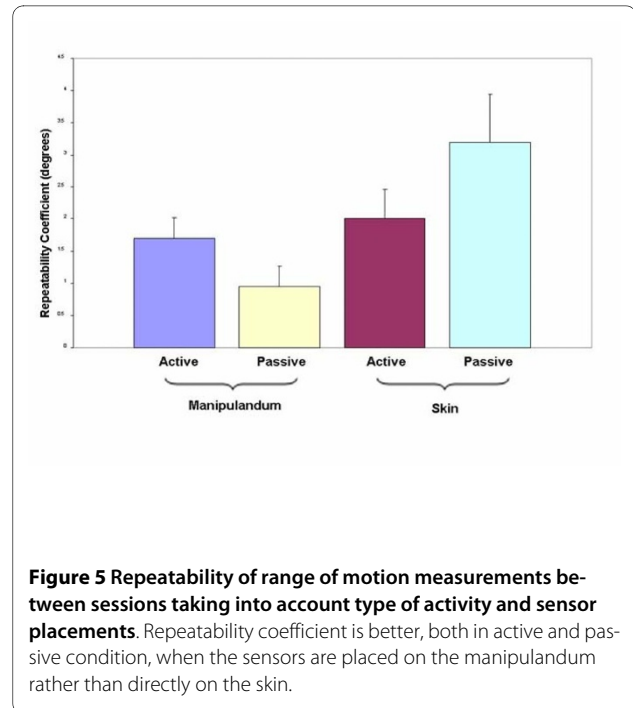 4.5
4
3.5
3
2.5
2
1.5
1
0.5
0
Repeatability Coefficient (degrees)
Active Passive Active Passive
Manipulandum Skin
Figure 5 Repeatability of range of motion measurements be-
tween sessions taking into account type of activity and sensor
placements. Repeatability coefficient is better, both in active and pas-
sive condition, when the sensors are placed on the manipulandum
rather than directly on the skin.